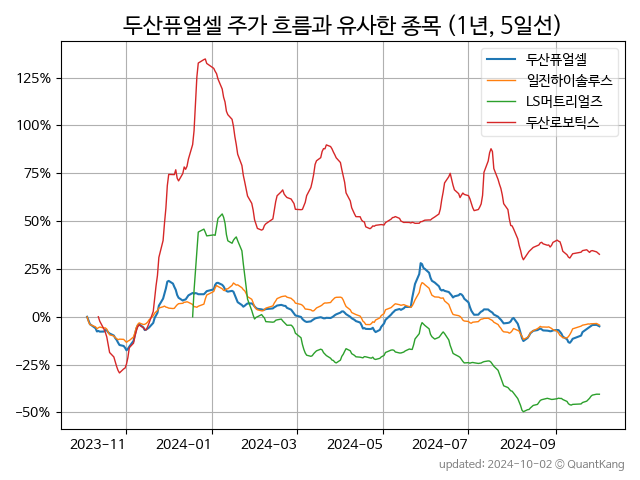 두산퓨얼셀 주가 흐름과 유사한 종목 (1년, 5일선)
두산퓨얼셀
일진하이솔루스
LS머트리얼즈
두산로보틱스
125%
100%
75%
50%
25%
0%
−25%
−50%
2023−11
2024−01
2024−03
2024−05
2024−07
2024−09
updated: 2024-10-02 © QuantKang